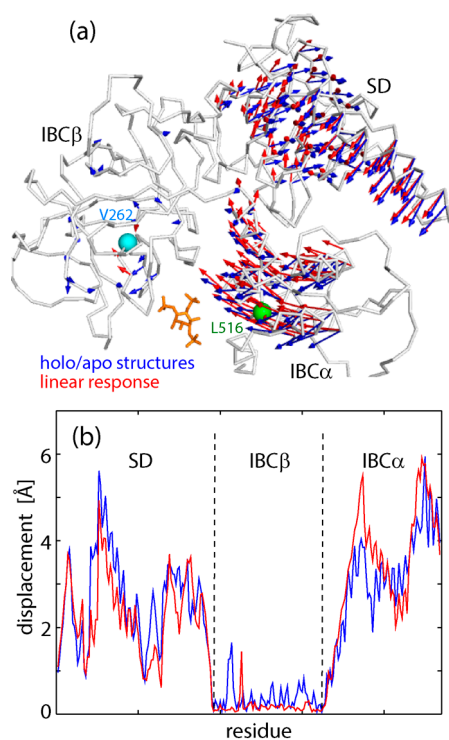 (a)
SD
IBCβ
V262
L516
IBCα
holo/apo structures
linear response
(b)
SD IBCβ IBCα
6
4
2
0
displacement [Å]
residue